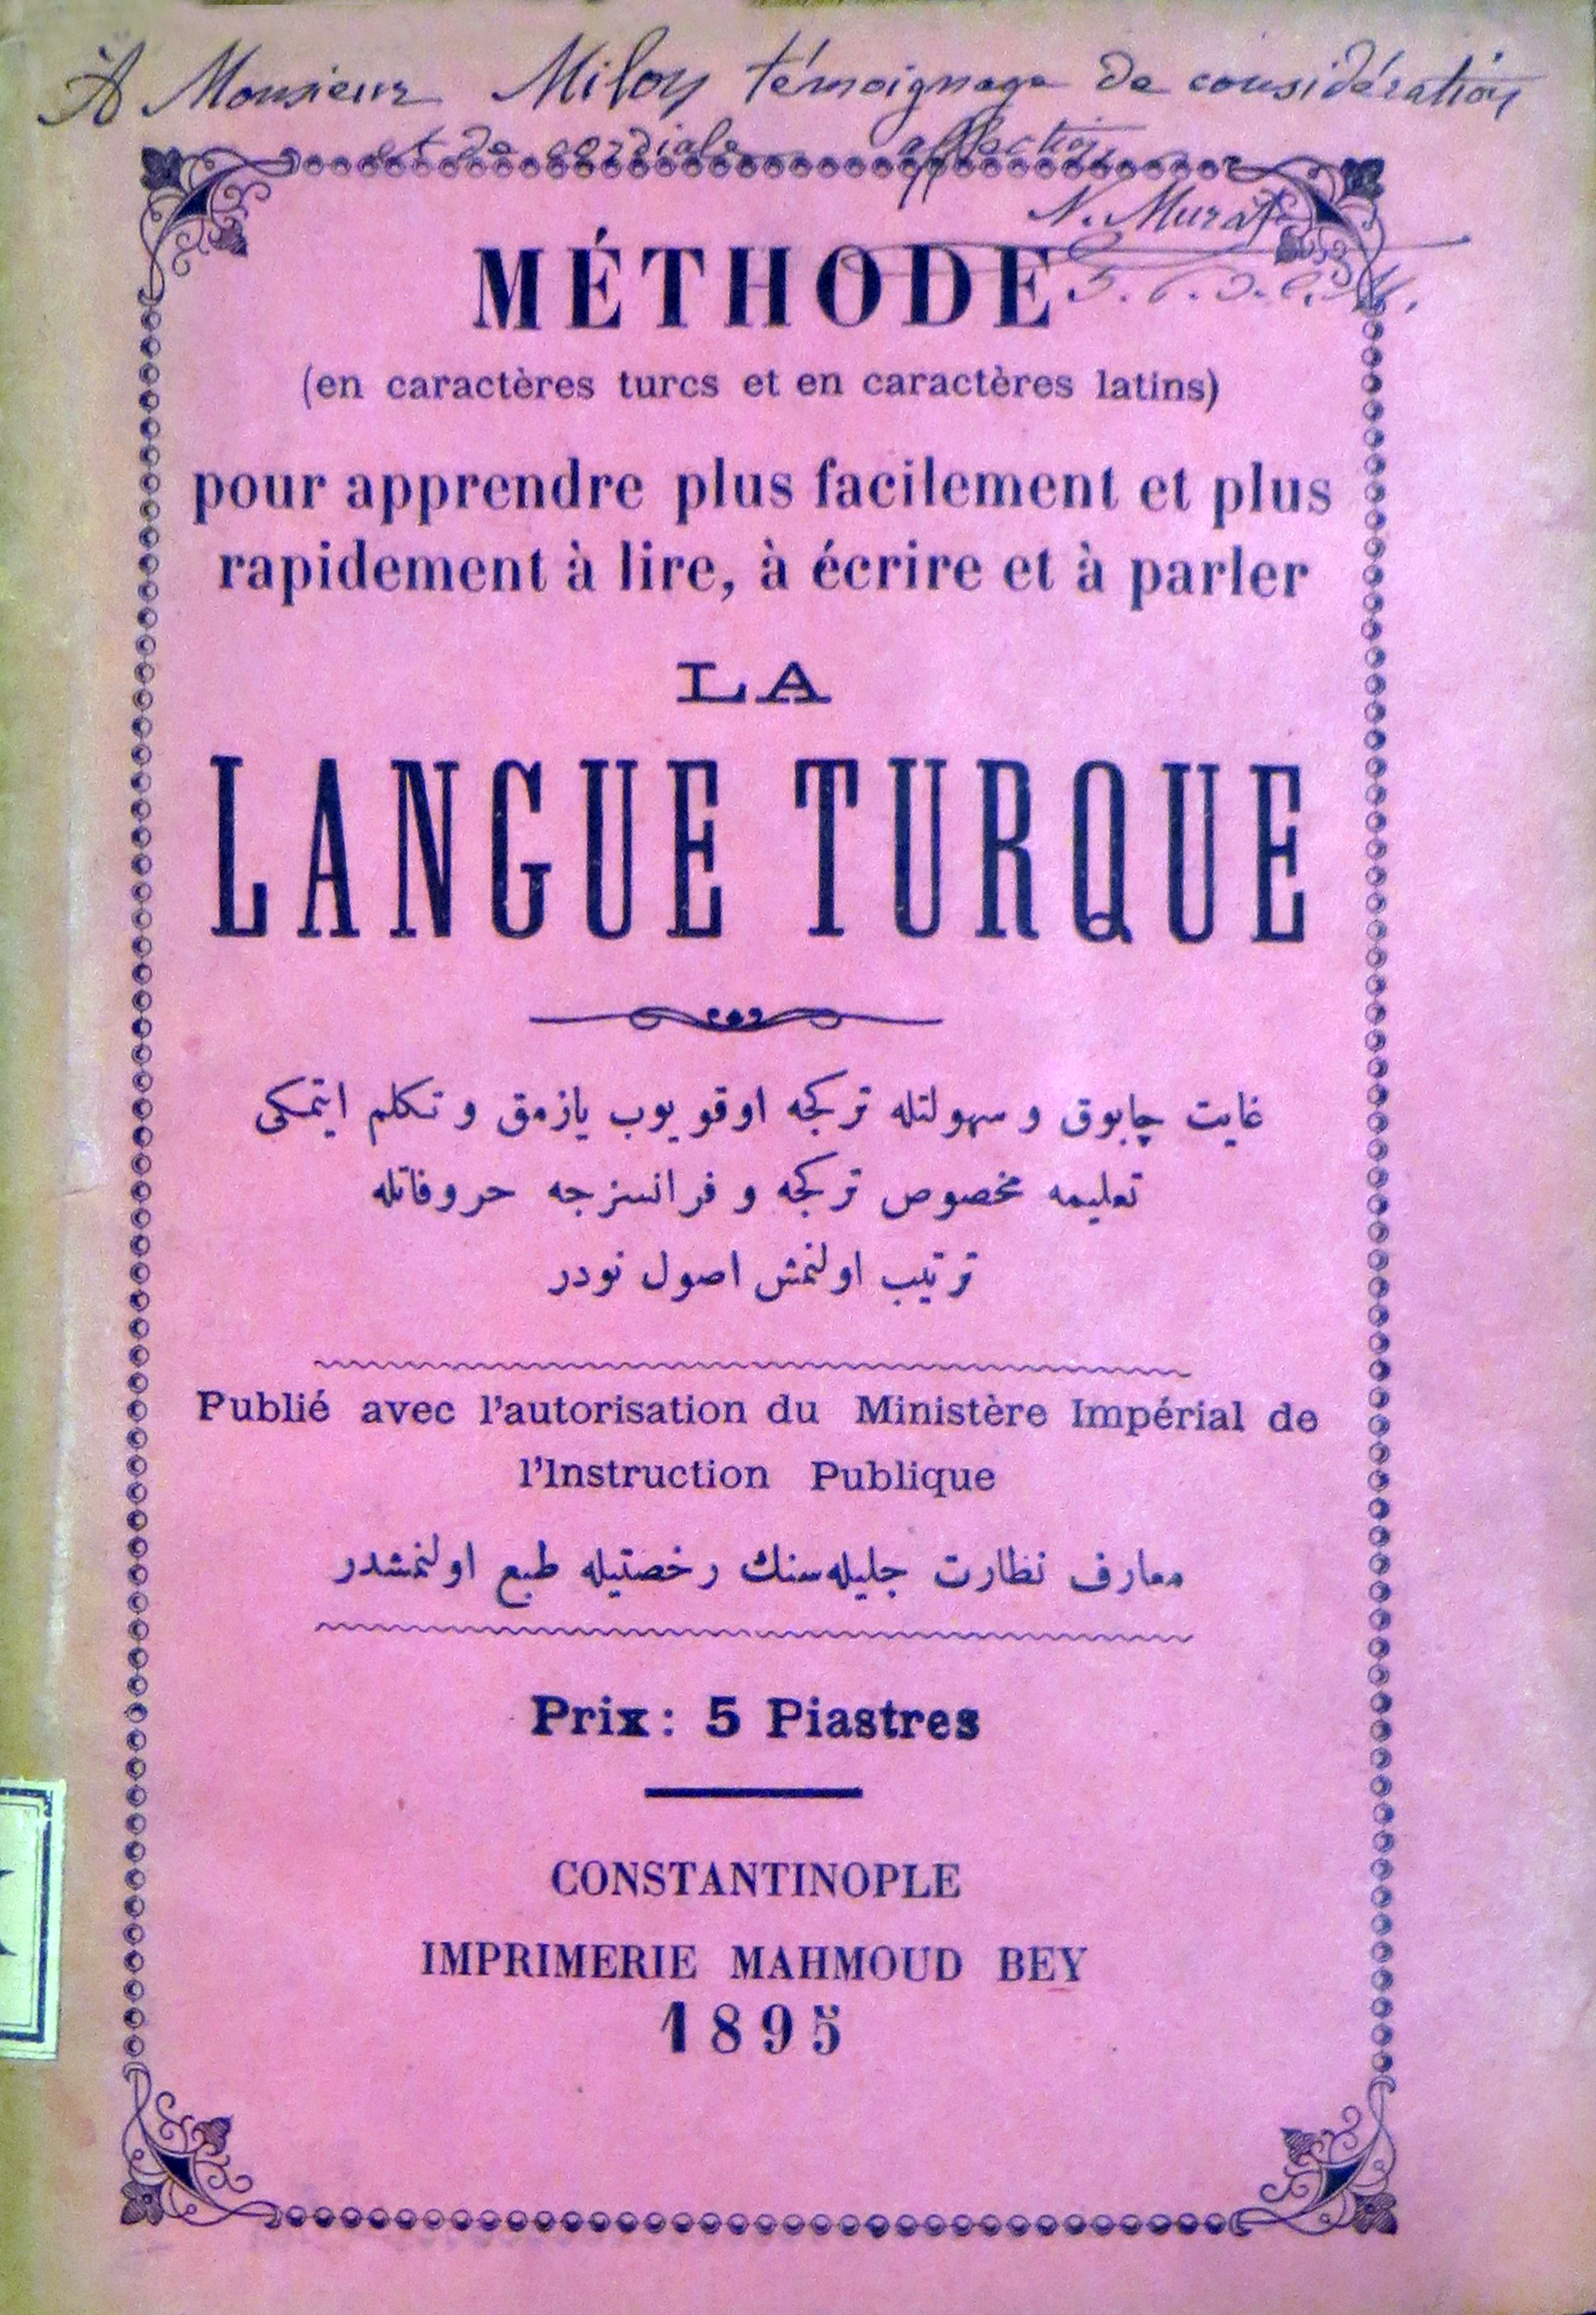 À Monsieur Miloy témoignage de considération
et de cordiale affection
N. Murat
MÉTHODE
(en caractères turcs et en caractères latins)
pour apprendre plus facilement et plus
rapidement à lire, à écrire et à parler
LA
LANGUE TURQUE
غایت چابوق و سهولتله ترکجه اوقویوب یازمق و تکلم ایتمکی
تعلیمه مخصوص ترکجه و فرانسزجه حروفاتله
ترتیب اولنمش اصول نودر
Publié avec l'autorisation du Ministère Impérial de
l'Instruction Publique
معارف نظارت جلیله‌سنك رخصتیله طبع اولنمشدر
Prix : 5 Piastres
CONSTANTINOPLE
IMPRIMERIE MAHMOUD BEY
1895